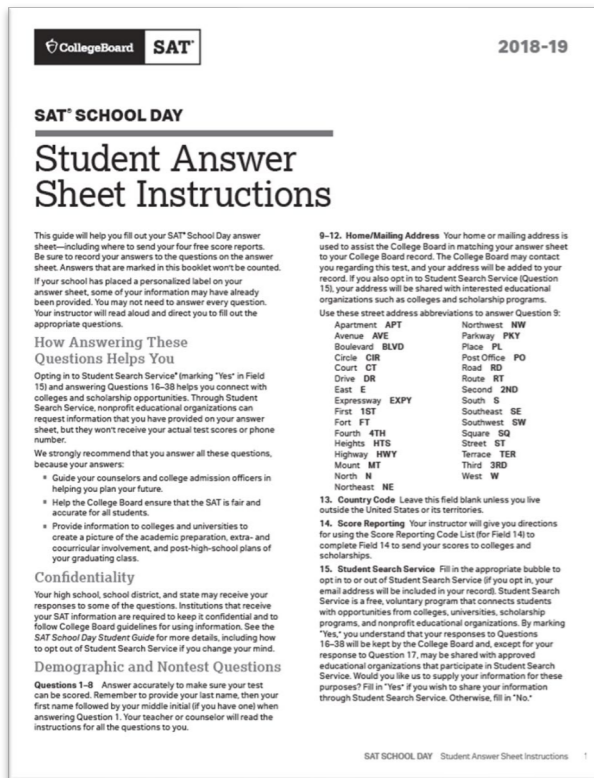 CollegeBoard SAT®
2018-19
SAT® SCHOOL DAY
Student Answer
Sheet Instructions
This guide will help you fill out your SAT® School Day answer
sheet—including where to send your four free score reports.
Be sure to record your answers to the questions on the answer
sheet. Answers that are marked in this booklet won't be counted.
If your school has placed a personalized label on your
answer sheet, some of your information may have already
been provided. You may not need to answer every question.
Your instructor will read aloud and direct you to fill out the
appropriate questions.
How Answering These
Questions Helps You
Opting in to Student Search Service® (marking "Yes" in Field
15) and answering Questions 16–38 helps you connect with
colleges and scholarship opportunities. Through Student
Search Service, nonprofit educational organizations can
request information that you have provided on your answer
sheet, but they won't receive your actual test scores or phone
number.
We strongly recommend that you answer all these questions,
because your answers:
▪ Guide your counselors and college admission officers in
helping you plan your future.
▪ Help the College Board ensure that the SAT is fair and
accurate for all students.
▪ Provide information to colleges and universities to
create a picture of the academic preparation, extra- and
cocurricular involvement, and post-high-school plans of
your graduating class.
Confidentiality
Your high school, school district, and state may receive your
responses to some of the questions. Institutions that receive
your SAT information are required to keep it confidential and to
follow College Board guidelines for using information. See the
SAT School Day Student Guide for more details, including how
to opt out of Student Search Service if you change your mind.
Demographic and Nontest Questions
Questions 1–8 Answer accurately to make sure your test
can be scored. Remember to provide your last name, then your
first name followed by your middle initial (if you have one) when
answering Question 1. Your teacher or counselor will read the
instructions for all the questions to you.
9–12. Home/Mailing Address Your home or mailing address is
used to assist the College Board in matching your answer sheet
to your College Board record. The College Board may contact
you regarding this test, and your address will be added to your
record. If you also opt in to Student Search Service (Question
15), your address will be shared with interested educational
organizations such as colleges and scholarship programs.
Use these street address abbreviations to answer Question 9:
Apartment APT
Avenue AVE
Boulevard BLVD
Circle CIR
Court CT
Drive DR
East E
Expressway EXPY
First 1ST
Fort FT
Fourth 4TH
Heights HTS
Highway HWY
Mount MT
North N
Northeast NE
Northwest NW
Parkway PKY
Place PL
Post Office PO
Road RD
Route RT
Second 2ND
South S
Southeast SE
Southwest SW
Square SQ
Street ST
Terrace TER
Third 3RD
West W
13. Country Code Leave this field blank unless you live
outside the United States or its territories.
14. Score Reporting Your instructor will give you directions
for using the Score Reporting Code List (for Field 14) to
complete Field 14 to send your scores to colleges and
scholarships.
15. Student Search Service Fill in the appropriate bubble to
opt in to or out of Student Search Service (if you opt in, your
email address will be included in your record). Student Search
Service is a free, voluntary program that connects students
with opportunities from colleges, universities, scholarship
programs, and nonprofit educational organizations. By marking
"Yes," you understand that your responses to Questions
16–38 will be kept by the College Board and, except for your
response to Question 17, may be shared with approved
educational organizations that participate in Student Search
Service. Would you like us to supply your information for these
purposes? Fill in "Yes" if you wish to share your information
through Student Search Service. Otherwise, fill in "No."
SAT SCHOOL DAY Student Answer Sheet Instructions 1